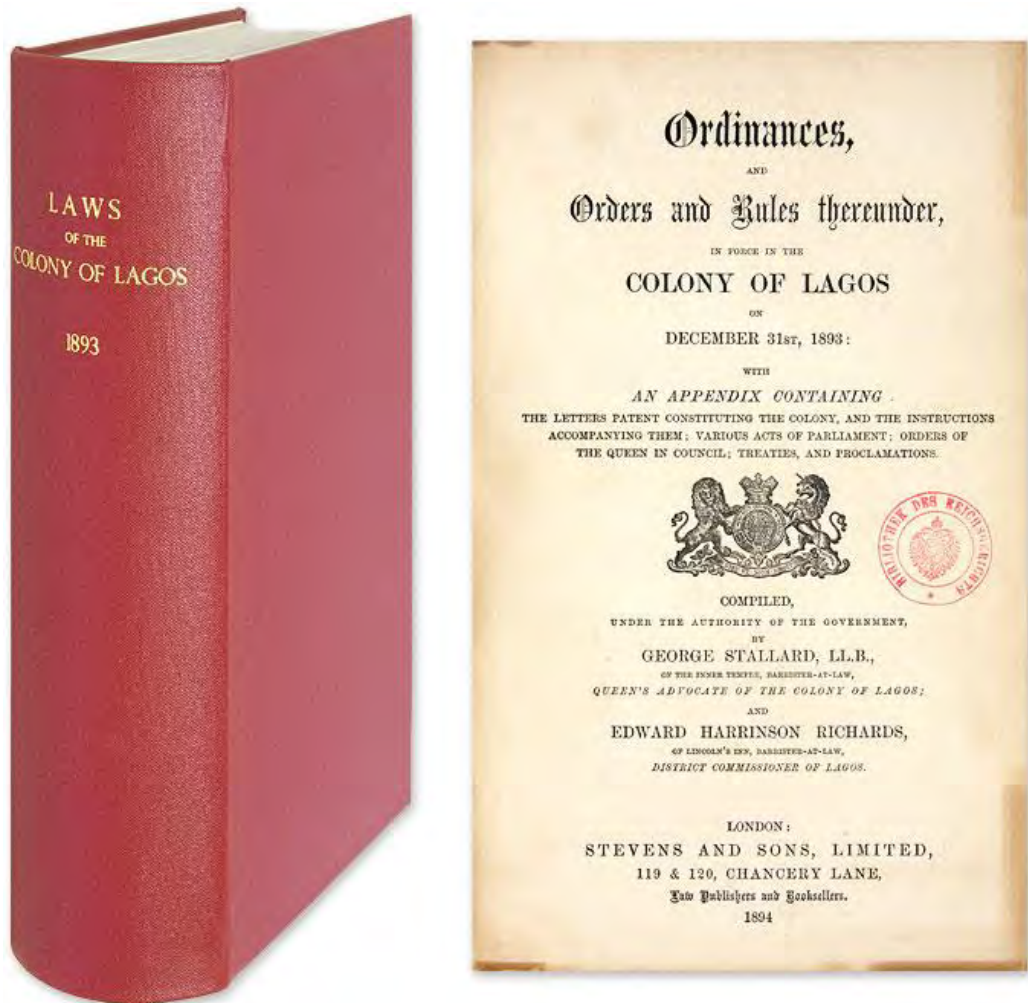 LAWS
OF THE
COLONY OF LAGOS
1893
Ordinances,
AND
Orders and Rules thereunder,
IN FORCE IN THE
COLONY OF LAGOS
ON
DECEMBER 31ST, 1893:
WITH
AN APPENDIX CONTAINING
THE LETTERS PATENT CONSTITUTING THE COLONY, AND THE INSTRUCTIONS
ACCOMPANYING THEM; VARIOUS ACTS OF PARLIAMENT; ORDERS OF
THE QUEEN IN COUNCIL; TREATIES, AND PROCLAMATIONS.
BIBLIOTHEK DES REICHSGERICHTS
COMPILED,
UNDER THE AUTHORITY OF THE GOVERNMENT,
BY
GEORGE STALLARD, LL.B.,
OF THE INNER TEMPLE, BARRISTER-AT-LAW,
QUEEN'S ADVOCATE OF THE COLONY OF LAGOS;
AND
EDWARD HARRINSON RICHARDS,
OF LINCOLN'S INN, BARRISTER-AT-LAW,
DISTRICT COMMISSIONER OF LAGOS.
LONDON:
STEVENS AND SONS, LIMITED,
119 & 120, CHANCERY LANE,
Law Publishers and Booksellers.
1894